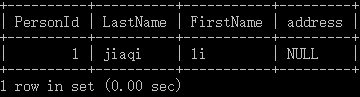 PersonId | LastName | FirstName | address
1 | jiaqi | li | NULL
1 row in set (0.00 sec)